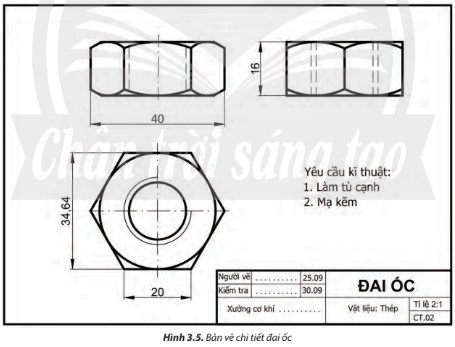 16
40
Chân trời sáng tạo
34,64
20
Yêu cầu kĩ thuật:
1. Làm tù cạnh
2. Mạ kẽm
Người vẽ .......... 25.09
Kiểm tra .......... 30.09
ĐAI ỐC
Xưởng cơ khí ..........
Vật liệu: Thép
Tỉ lệ 2:1
CT.02
Hình 3.5. Bản vẽ chi tiết đai ốc